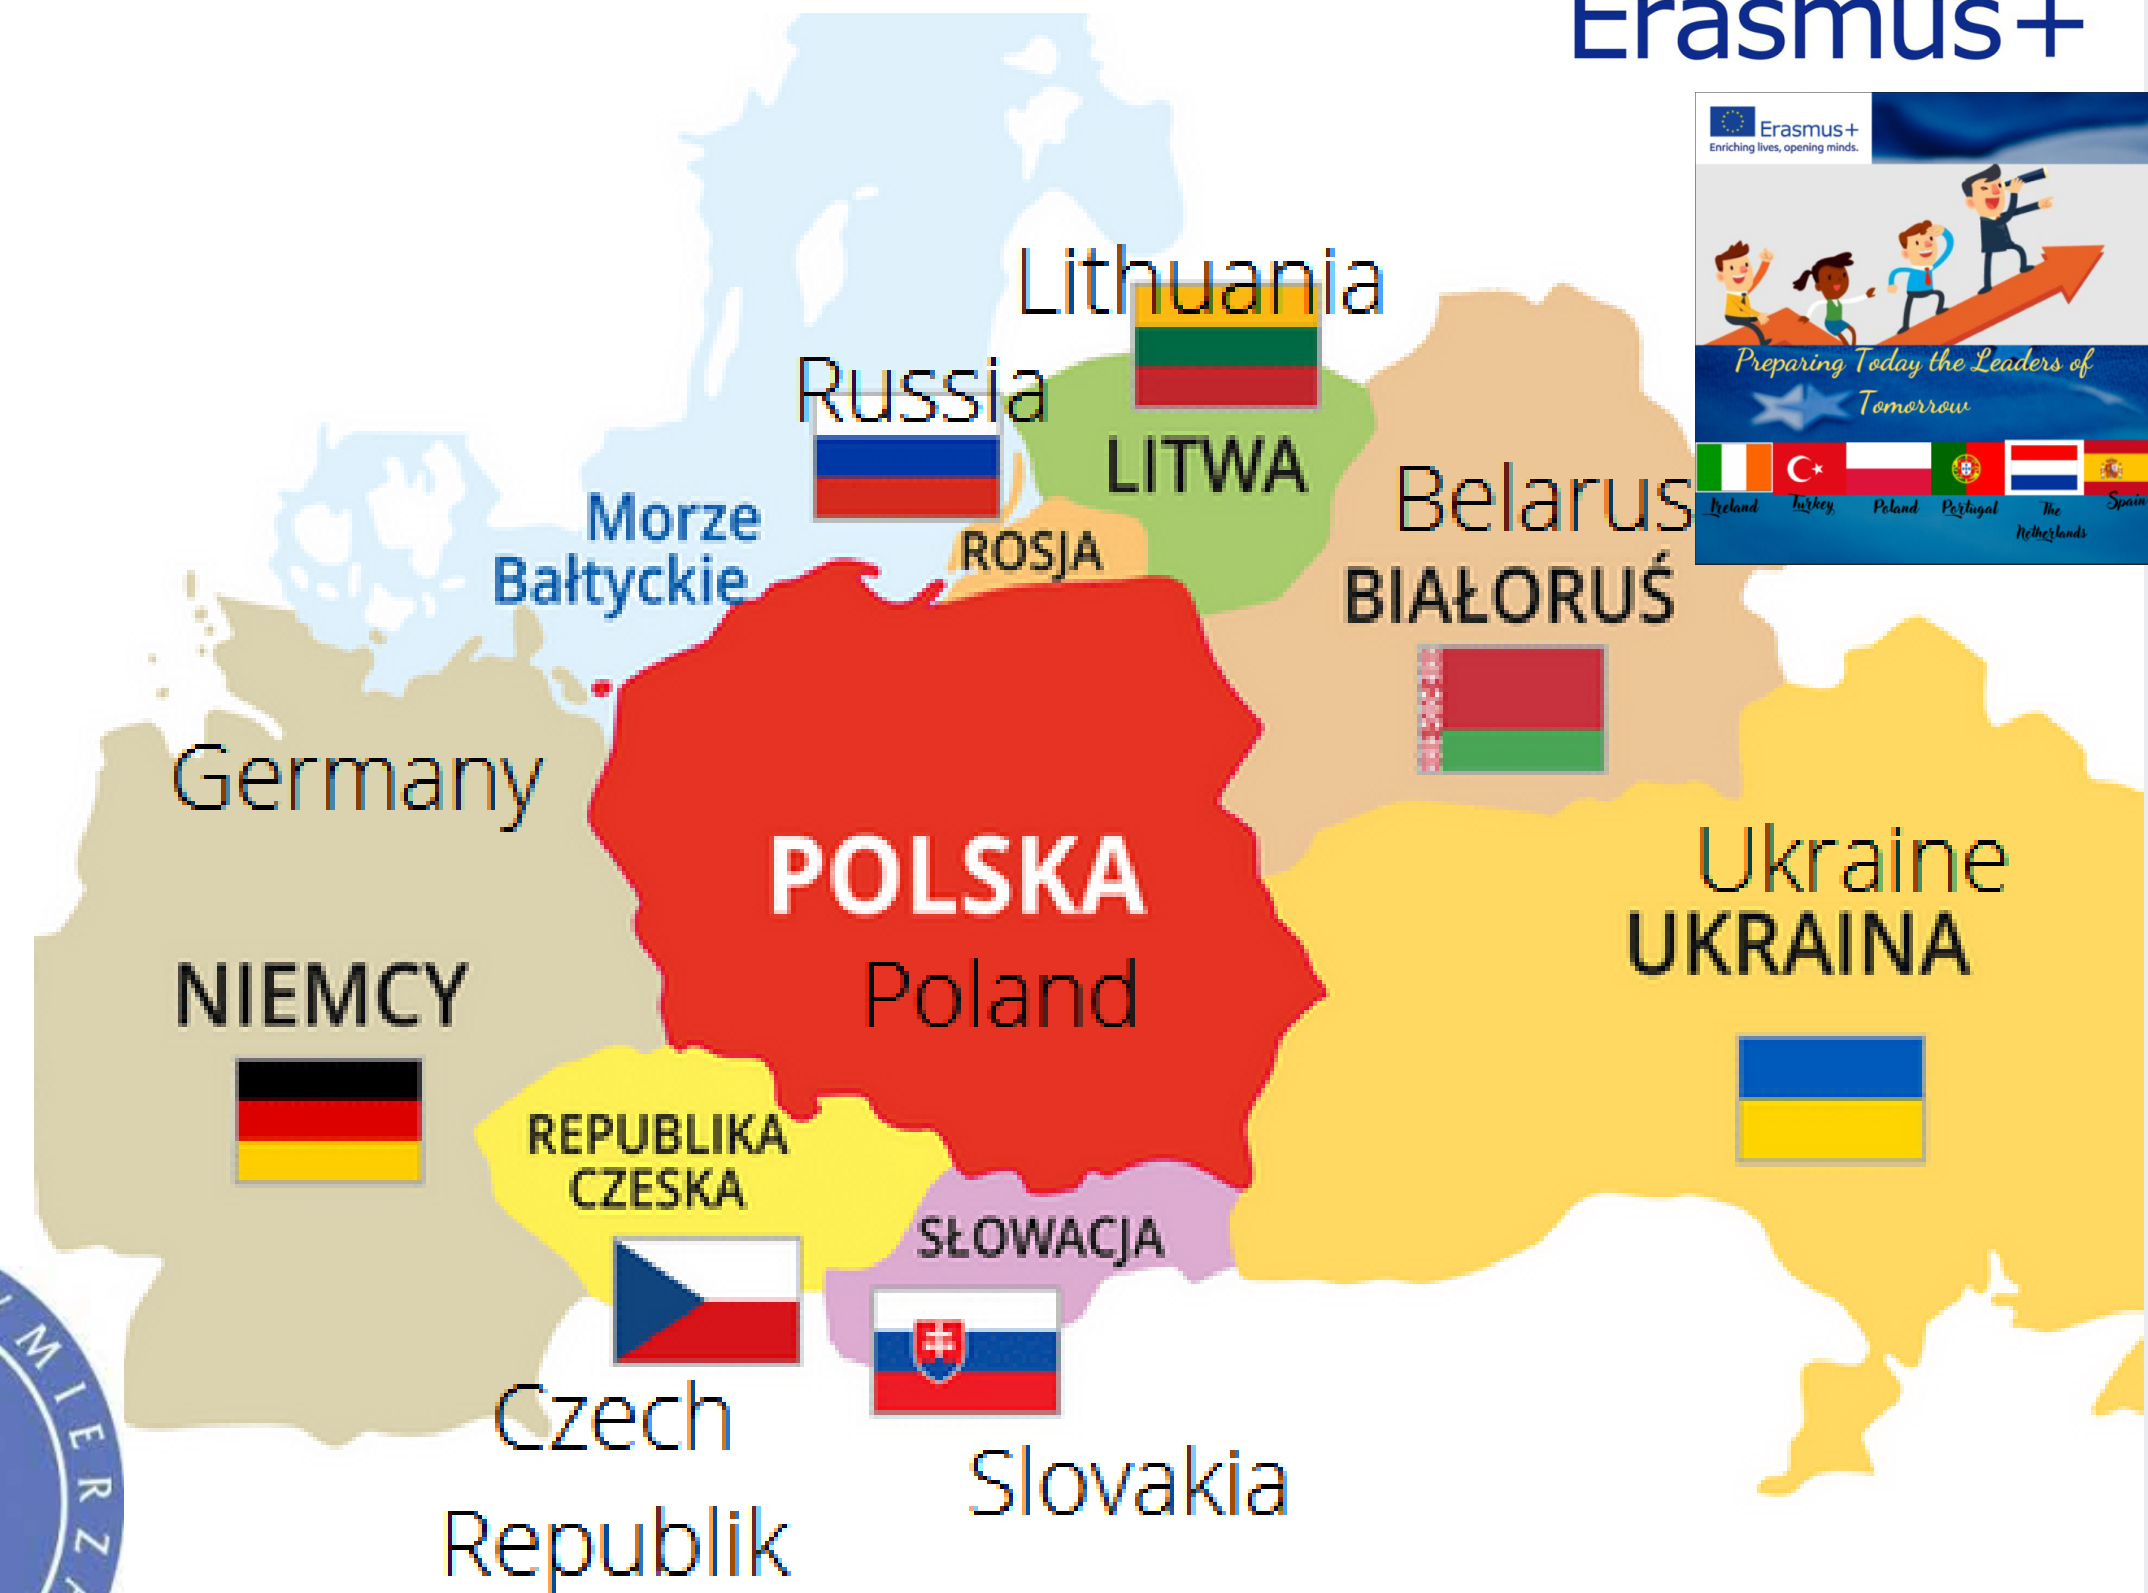 Erasmus+
Erasmus+
Enriching lives, opening minds.
Preparing Today the Leaders of
Tomorrow
Ireland
Turkey
Poland
Portugal
The
Netherlands
Spain
Lithuania
Russia
LITWA
Belarus
Morze
Bałtyckie
ROSJA
BIAŁORUŚ
Germany
POLSKA
Poland
Ukraine
UKRAINA
NIEMCY
REPUBLIKA
CZESKA
SŁOWACJA
Czech
Republik
Slovakia